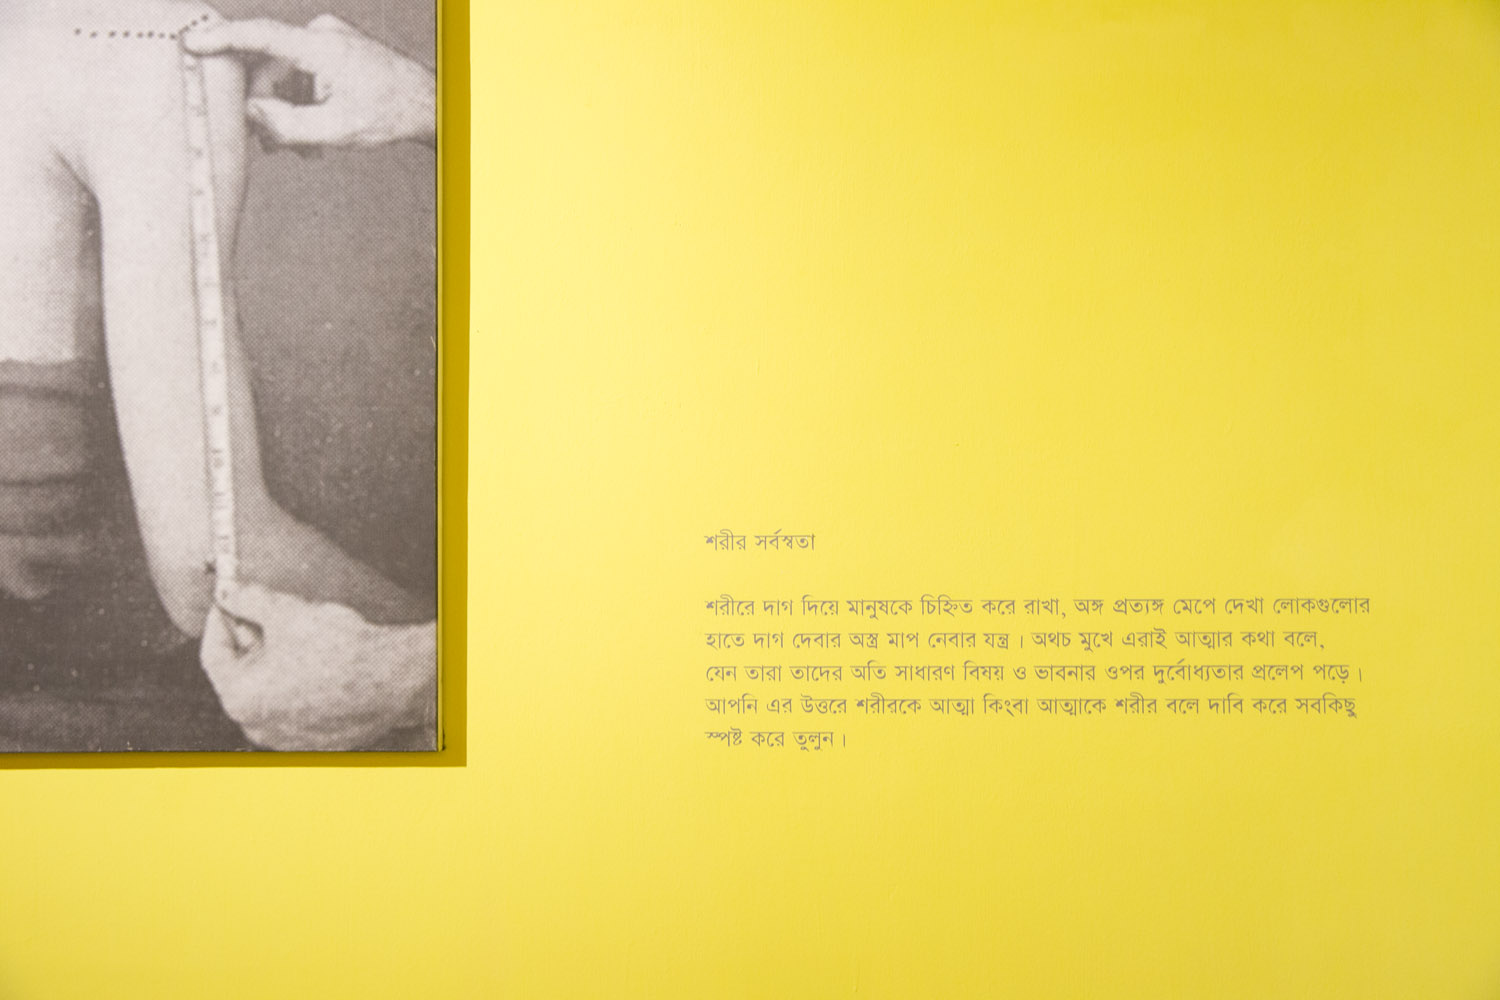 শরীর সর্বস্বতা
শরীরে দাগ দিয়ে মানুষকে চিহ্নিত করে রাখা, অঙ্গ প্রত্যঙ্গ মেপে দেখা লোকগুলোর
হাতে দাগ দেবার অস্ত্র মাপ নেবার যন্ত্র। অথচ মুখে এরাই আত্মার কথা বলে,
যেন তারা তাদের অতি সাধারণ বিষয় ও ভাবনার ওপর দুর্বোধ্যতার প্রলেপ পড়ে।
আপনি এর উত্তরে শরীরকে আত্মা কিংবা আত্মাকে শরীর বলে দাবি করে সবকিছু
স্পষ্ট করে তুলুন।